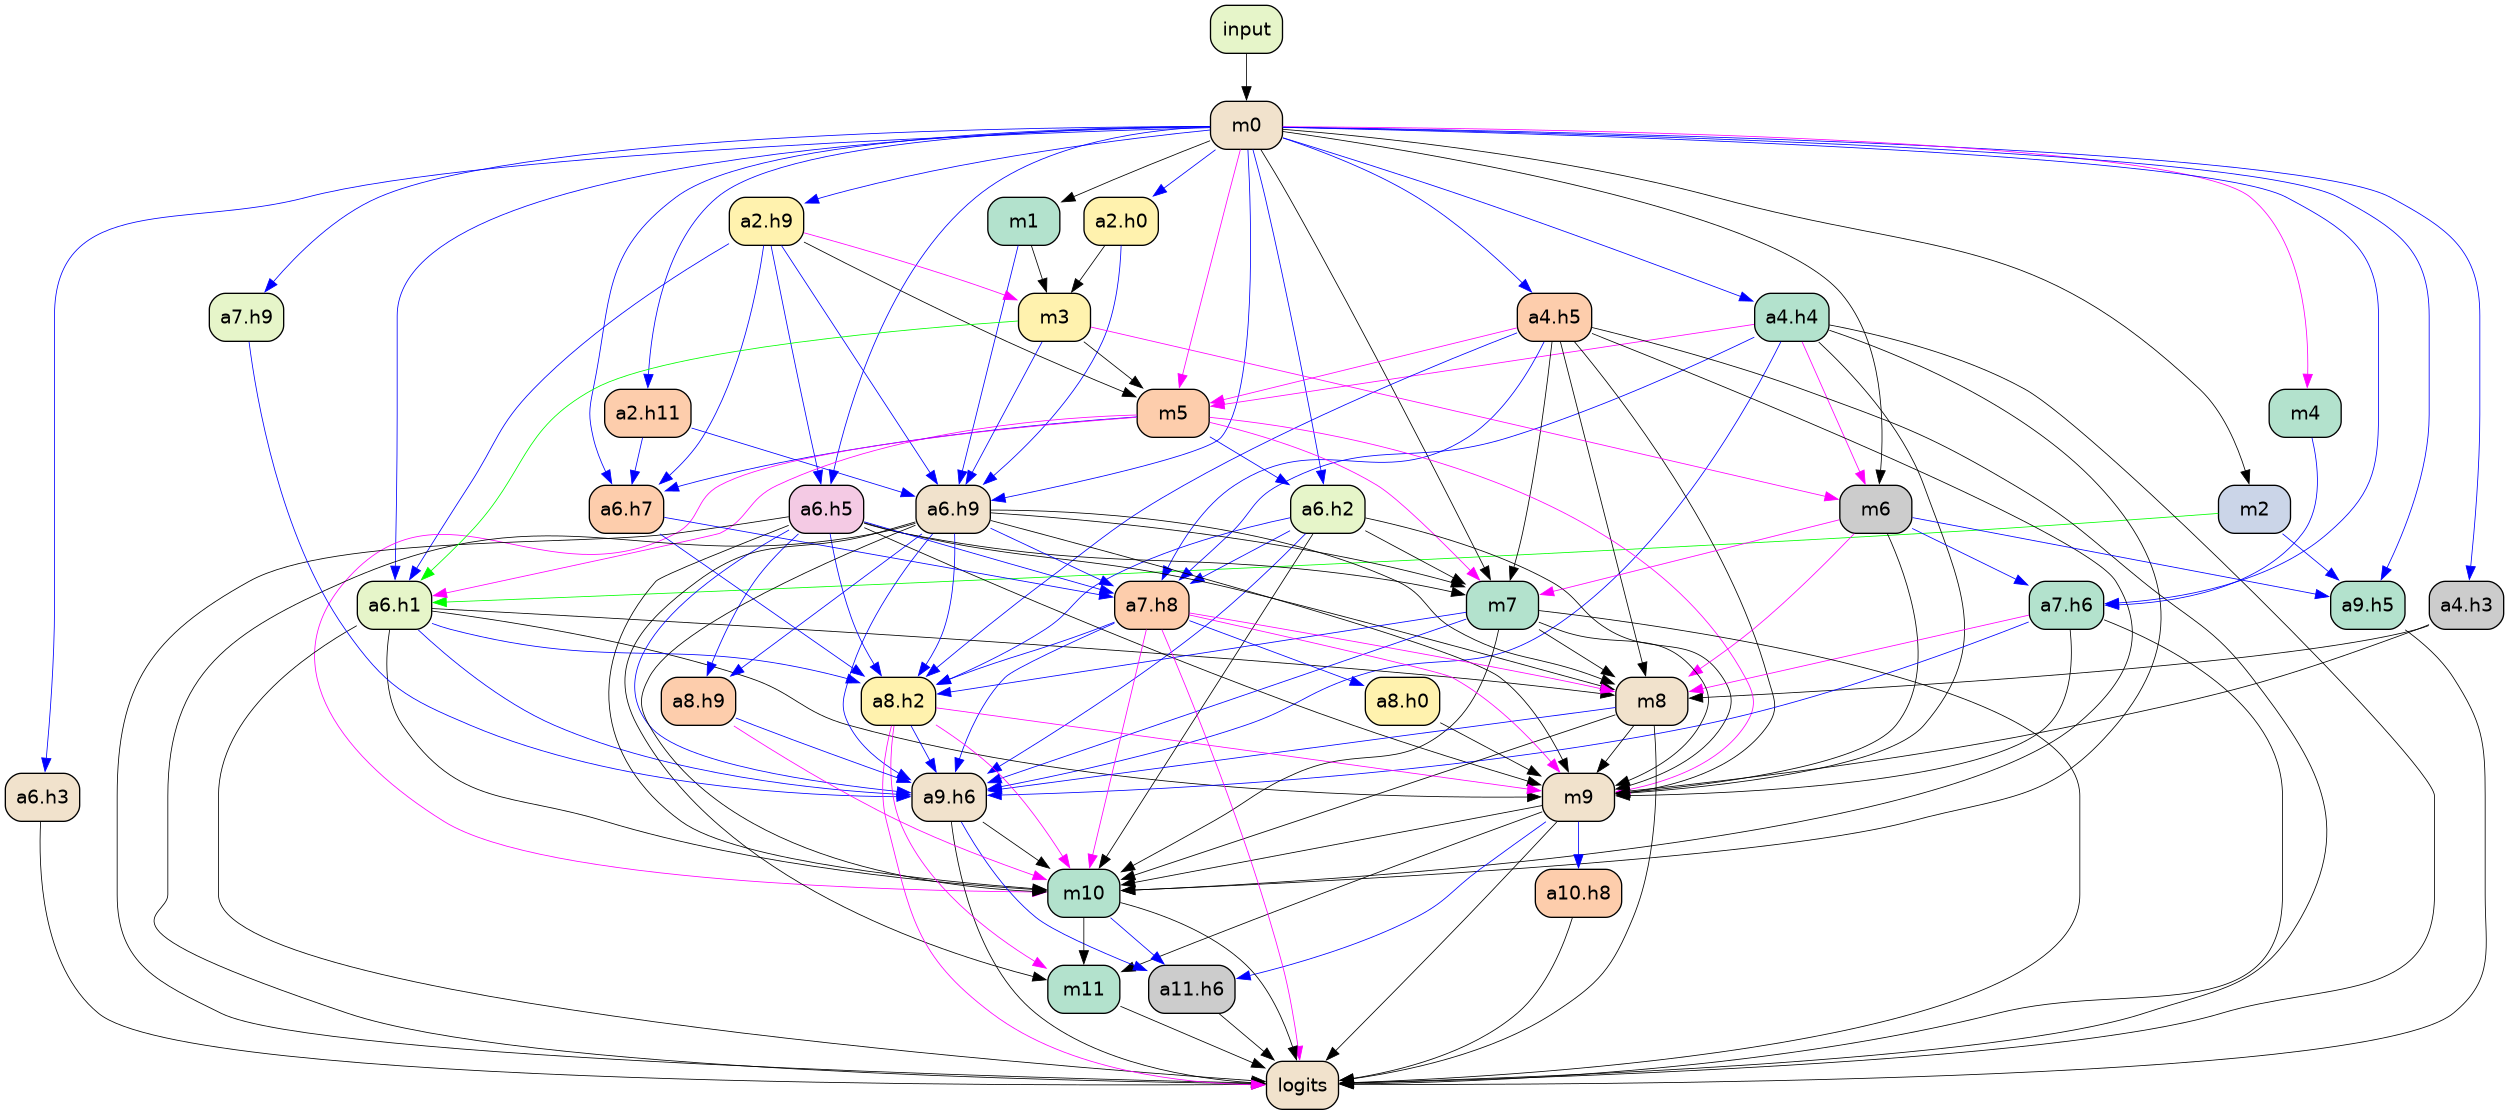 input
m0
a2.h9 m1 a2.h0
a7.h9 m3 a4.h5 a4.h4
a2.h11 m5 m4
a6.h7 a6.h5 a6.h9 a6.h2 m6 m2
a6.h1 a7.h8 m7 a7.h6 a9.h5 a4.h3
a8.h9 a8.h2 a8.h0 m8
a6.h3 a9.h6 m9
m10 a10.h8
m11 a11.h6
logits